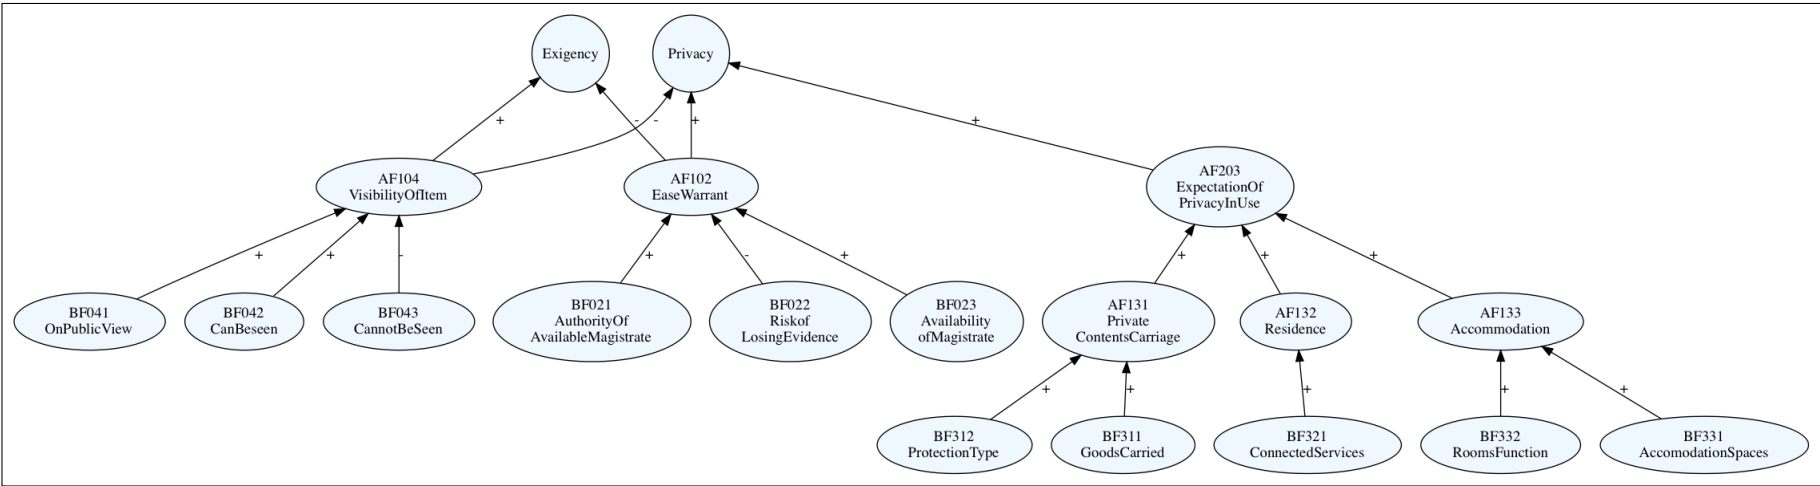 Exigency
Privacy
+
-
-
+
+
AF104
VisibilityOfItem
AF102
EaseWarrant
AF203
ExpectationOf
PrivacyInUse
+
+
-
+
-
+
+
+
+
BF041
OnPublicView
BF042
CanBeseen
BF043
CannotBeSeen
BF021
AuthorityOf
AvailableMagistrate
BF022
Riskof
LosingEvidence
BF023
Availability
ofMagistrate
AF131
Private
ContentsCarriage
AF132
Residence
AF133
Accommodation
+
+
+
+
+
BF312
ProtectionType
BF311
GoodsCarried
BF321
ConnectedServices
BF332
RoomsFunction
BF331
AccomodationSpaces